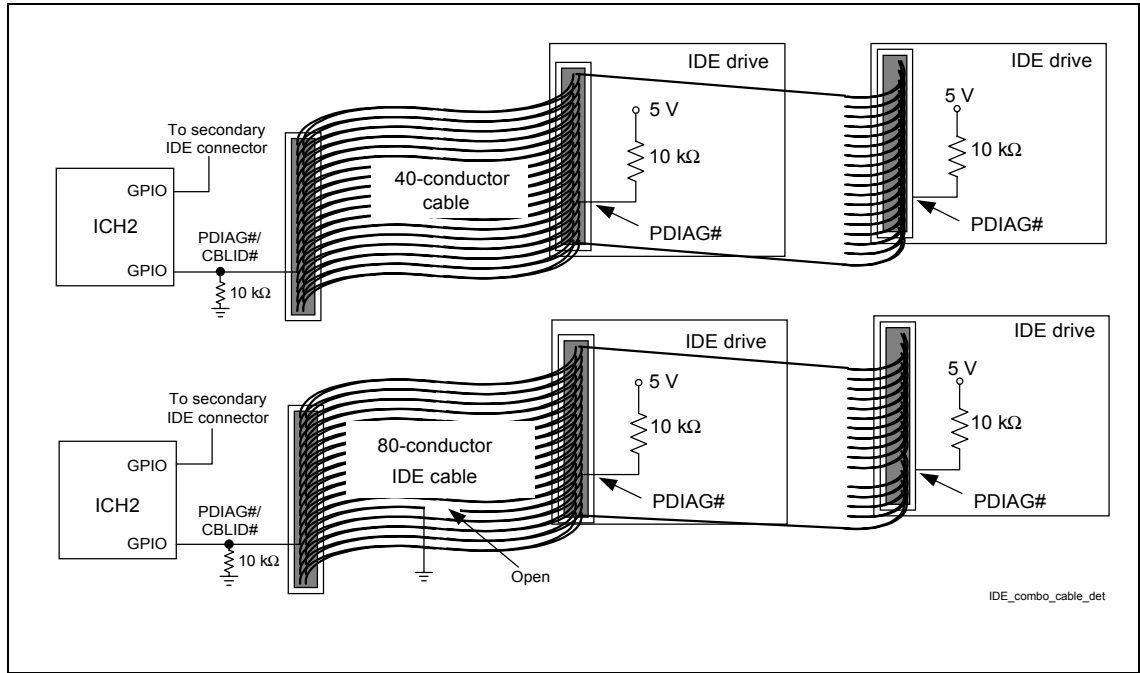 IDE drive
IDE drive
5 V
5 V
To secondary
IDE connector
10 kΩ
10 kΩ
GPIO
40-conductor
cable
ICH2
PDIAG#/
CBLID#
PDIAG#
PDIAG#
GPIO
10 kΩ
IDE drive
IDE drive
5 V
5 V
To secondary
IDE connector
10 kΩ
10 kΩ
80-conductor
IDE cable
GPIO
ICH2
PDIAG#/
CBLID#
PDIAG#
PDIAG#
GPIO
10 kΩ
Open
IDE_combo_cable_det